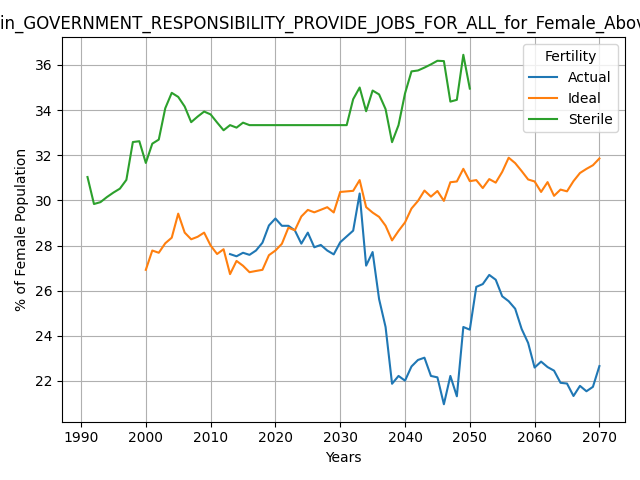 in_GOVERNMENT_RESPONSIBILITY_PROVIDE_JOBS_FOR_ALL_for_Female_Abov
Fertility
Actual
Ideal
Sterile
% of Female Population
36
34
32
30
28
26
24
22
1990 2000 2010 2020 2030 2040 2050 2060 2070
Years